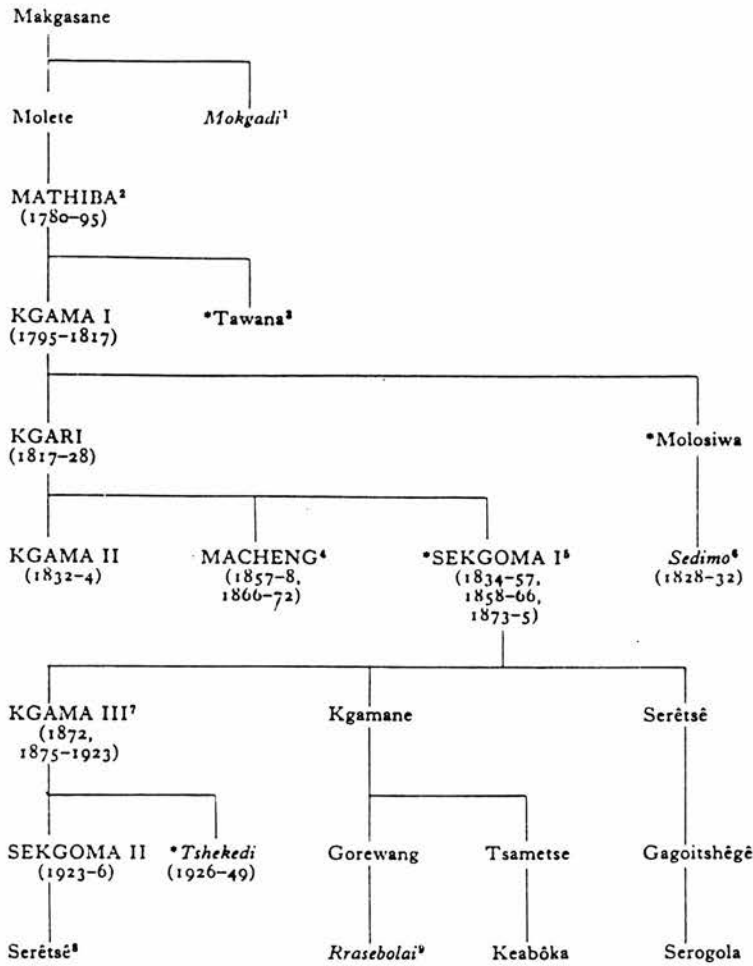 Makgasane
Molete Mokgadi¹
MATHIBA²
(1780–95)
KGAMA I *Tawana³
(1795–1817)
KGARI *Molosiwa
(1817–28)
KGAMA II MACHENG⁴ *SEKGOMA I⁵ Sedimo⁶
(1832–4) (1857–8, (1834–57, (1828–32)
1866–72) 1858–66,
1873–5)
KGAMA III⁷ Kgamane Serêtsê
(1872,
1875–1923)
SEKGOMA II *Tshekedi Gorewang Tsametse Gagoitshêgê
(1923–6) (1926–49)
Serêtsê⁸ Rrasebolai⁹ Keabôka Serogola